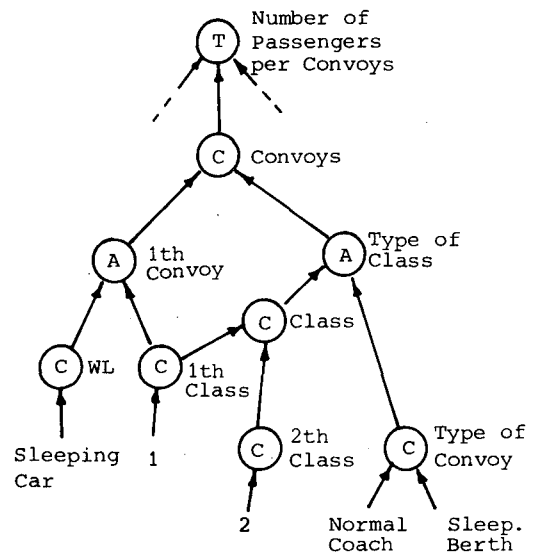 Number of
T Passengers
per Convoys
C Convoys
A 1th
Convoy
A Type of
Class
C Class
C WL
C 1th
Class
C 2th
Class
C Type of
Convoy
Sleeping
Car
1
2
Normal
Coach
Sleep.
Berth